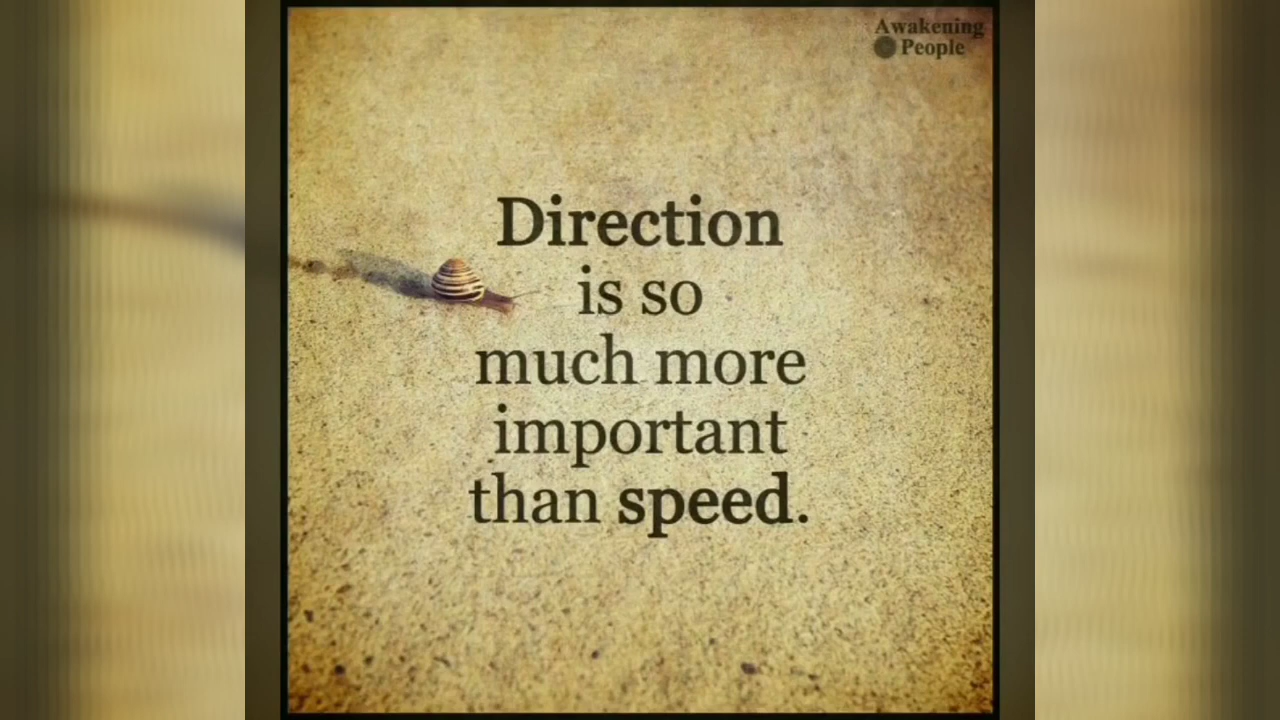 Awakening
People
Direction
is so
much more
important
than speed.